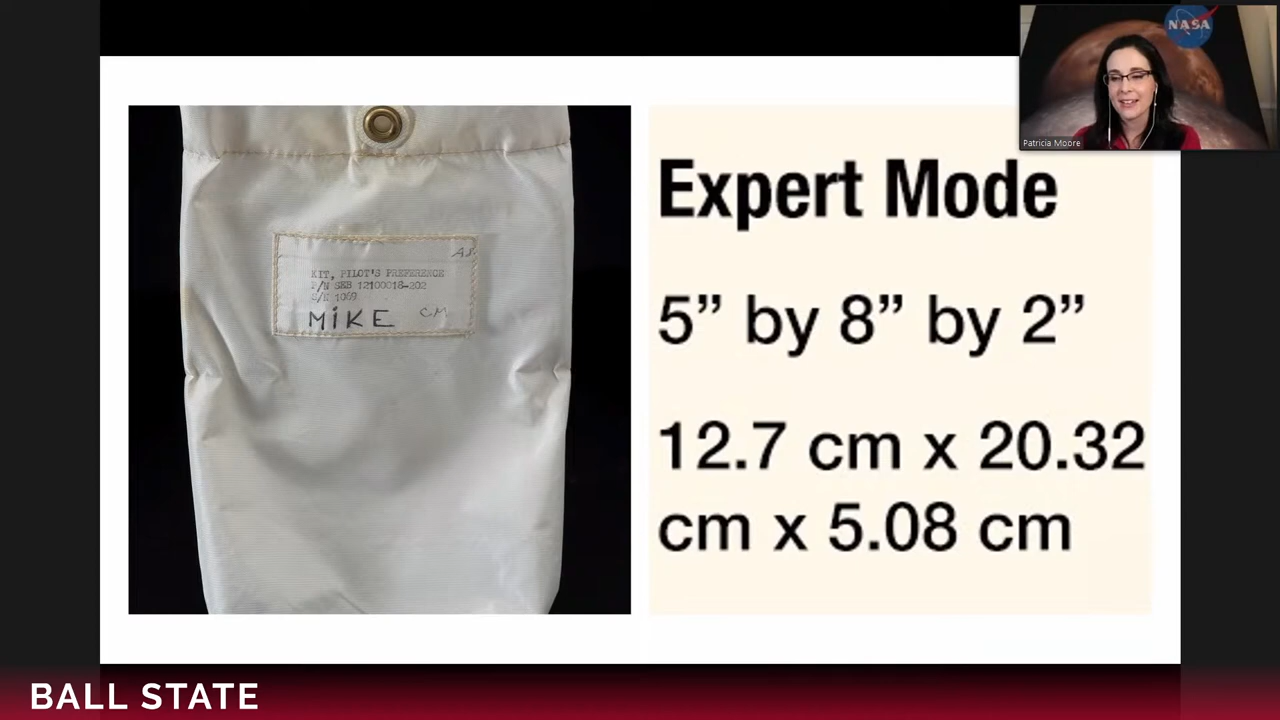 NASA
Patricia Moore
Expert Mode
5” by 8” by 2”
12.7 cm x 20.32
cm x 5.08 cm
KIT, PILOT'S PREFERENCE
P/N SEB 12100018-202
S/N 1069
MIKE
CM
BALL STATE